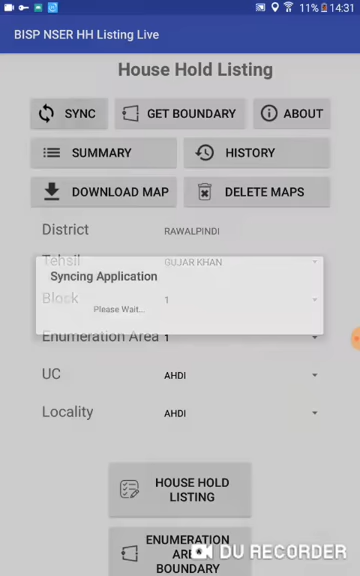 11% 14:31
BISP NSER HH Listing Live
House Hold Listing
SYNC GET BOUNDARY ABOUT
SUMMARY HISTORY
DOWNLOAD MAP DELETE MAPS
District RAWALPINDI
Tehsil GUJAR KHAN
Syncing Application
Block 1
Please Wait...
Enumeration Area 1
UC AHDI
Locality AHDI
HOUSE HOLD
LISTING
ENUMERATION
AREA
BOUNDARY
DU RECORDER